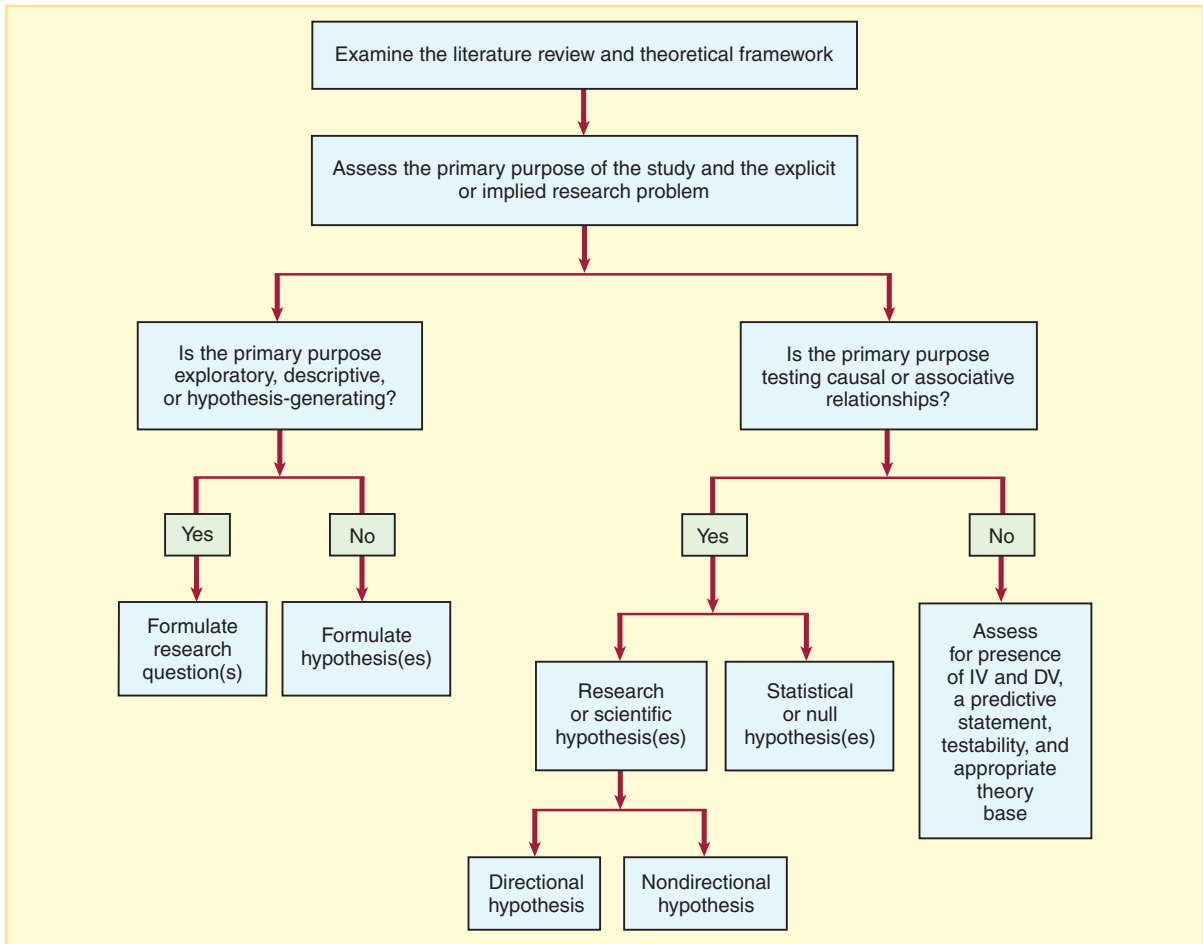 Examine the literature review and theoretical framework
Assess the primary purpose of the study and the explicit
or implied research problem
Is the primary purpose
exploratory, descriptive,
or hypothesis-generating?
Is the primary purpose
testing causal or associative
relationships?
Yes
No
Yes
No
Formulate
research
question(s)
Formulate
hypothesis(es)
Research
or scientific
hypothesis(es)
Statistical
or null
hypothesis(es)
Assess
for presence
of IV and DV,
a predictive
statement,
testability, and
appropriate
theory
base
Directional
hypothesis
Nondirectional
hypothesis